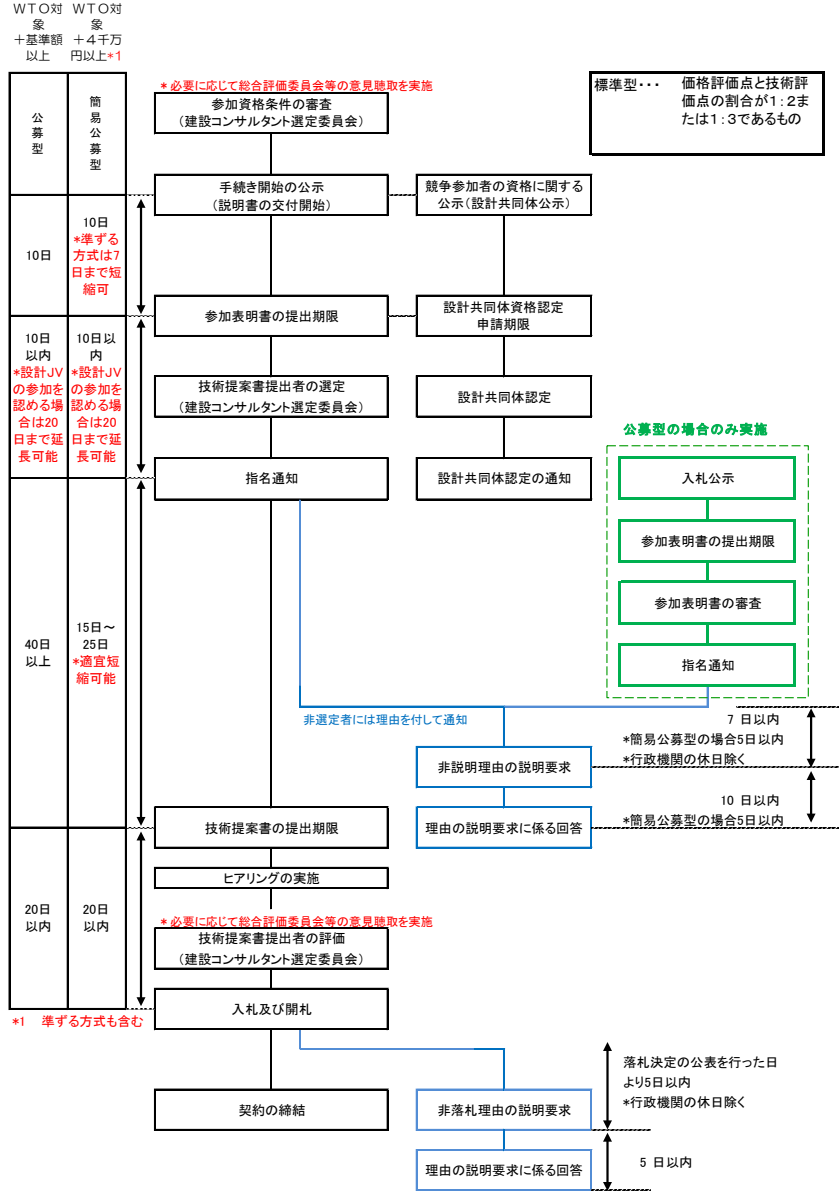 ＷＴＯ対
象
＋基準額
以上
ＷＴＯ対
象
＋４千万
円以上*1
公
募
型
簡
易
公
募
型
10日
10日
*準ずる
方式は7
日まで短
縮可
10日
以内
*設計JV
の参加を
認める場
合は20
日まで延
長可能
10日以
内
*設計JV
の参加を
認める場
合は20
日まで延
長可能
40日
以上
15日～
25日
*適宜短
縮可能
20日
以内
20日
以内
*1　準ずる方式も含む
＊必要に応じて総合評価委員会等の意見聴取を実施
参加資格条件の審査
（建設コンサルタント選定委員会）
標準型･･･　価格評価点と技術評
価点の割合が1：2ま
たは1：3であるもの
手続き開始の公示
（説明書の交付開始）
競争参加者の資格に関する
公示（設計共同体公示）
参加表明書の提出期限
設計共同体資格認定
申請期限
技術提案書提出者の選定
（建設コンサルタント選定委員会）
設計共同体認定
指名通知
設計共同体認定の通知
公募型の場合のみ実施
入札公示
参加表明書の提出期限
参加表明書の審査
指名通知
非選定者には理由を付して通知
7 日以内
*簡易公募型の場合5日以内
*行政機関の休日除く
非説明理由の説明要求
10 日以内
*簡易公募型の場合5日以内
技術提案書の提出期限
理由の説明要求に係る回答
ヒアリングの実施
＊必要に応じて総合評価委員会等の意見聴取を実施
技術提案書提出者の評価
（建設コンサルタント選定委員会）
入札及び開札
落札決定の公表を行った日
より5日以内
*行政機関の休日除く
契約の締結
非落札理由の説明要求
理由の説明要求に係る回答
5 日以内